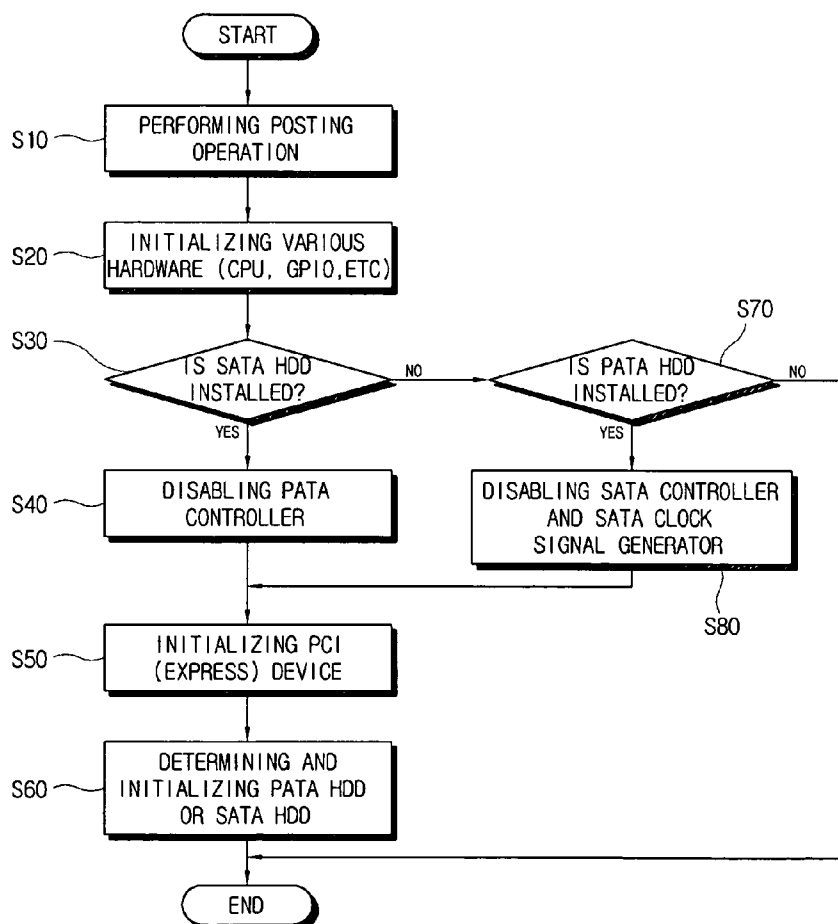 START
S10
PERFORMING POSTING
OPERATION
S20
INITIALIZING VARIOUS
HARDWARE (CPU, GPIO,ETC)
S30
IS SATA HDD
INSTALLED?
NO
YES
S70
IS PATA HDD
INSTALLED?
NO
YES
S40
DISABLING PATA
CONTROLLER
DISABLING SATA CONTROLLER
AND SATA CLOCK
SIGNAL GENERATOR
S80
S50
INITIALIZING PCI
(EXPRESS) DEVICE
S60
DETERMINING AND
INITIALIZING PATA HDD
OR SATA HDD
END